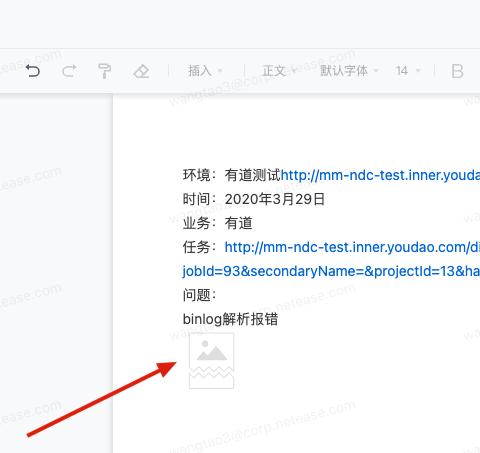 插入 正文 默认字体 14 B
环境：有道测试http://mm-ndc-test.inner.youda
时间：2020年3月29日
业务：有道
任务：http://mm-ndc-test.inner.youdao.com/di
jobId=93&secondaryName=&projectId=13&ha
问题：
binlog解析报错
wangtao3@corp.netease.com
wangtao3@corp.netease.com
wangtao3@corp.netease.com